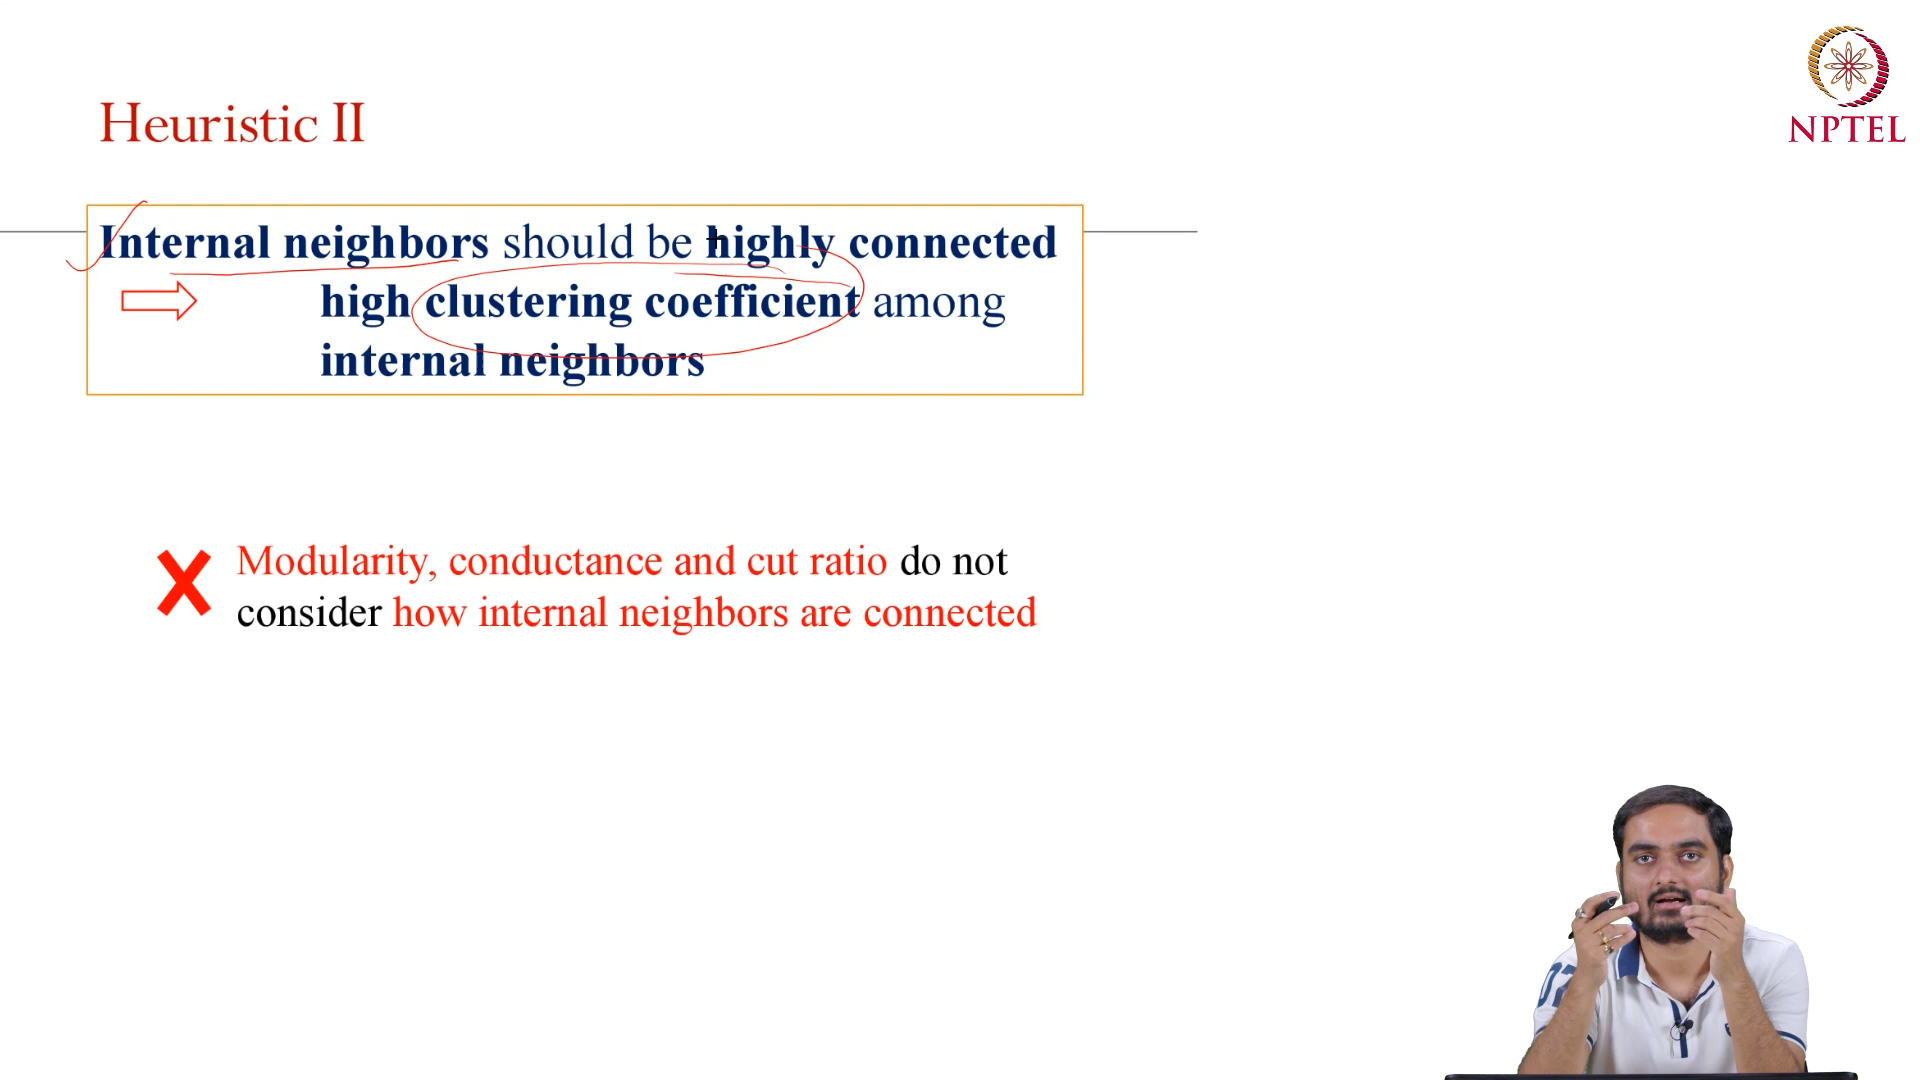 NPTEL
Heuristic II
Internal neighbors should be highly connected
high clustering coefficient among
internal neighbors
Modularity, conductance and cut ratio do not
consider how internal neighbors are connected